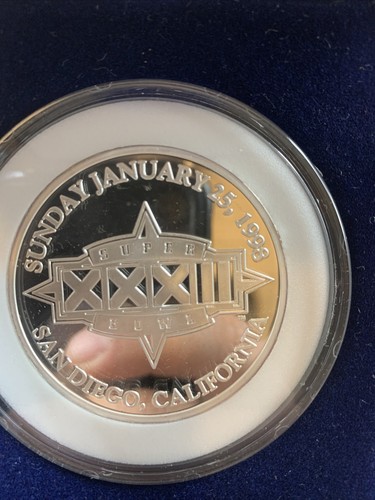 SUNDAY JANUARY 25, 1998
SUPER
XXXII
BOWL
SAN DIEGO, CALIFORNIA